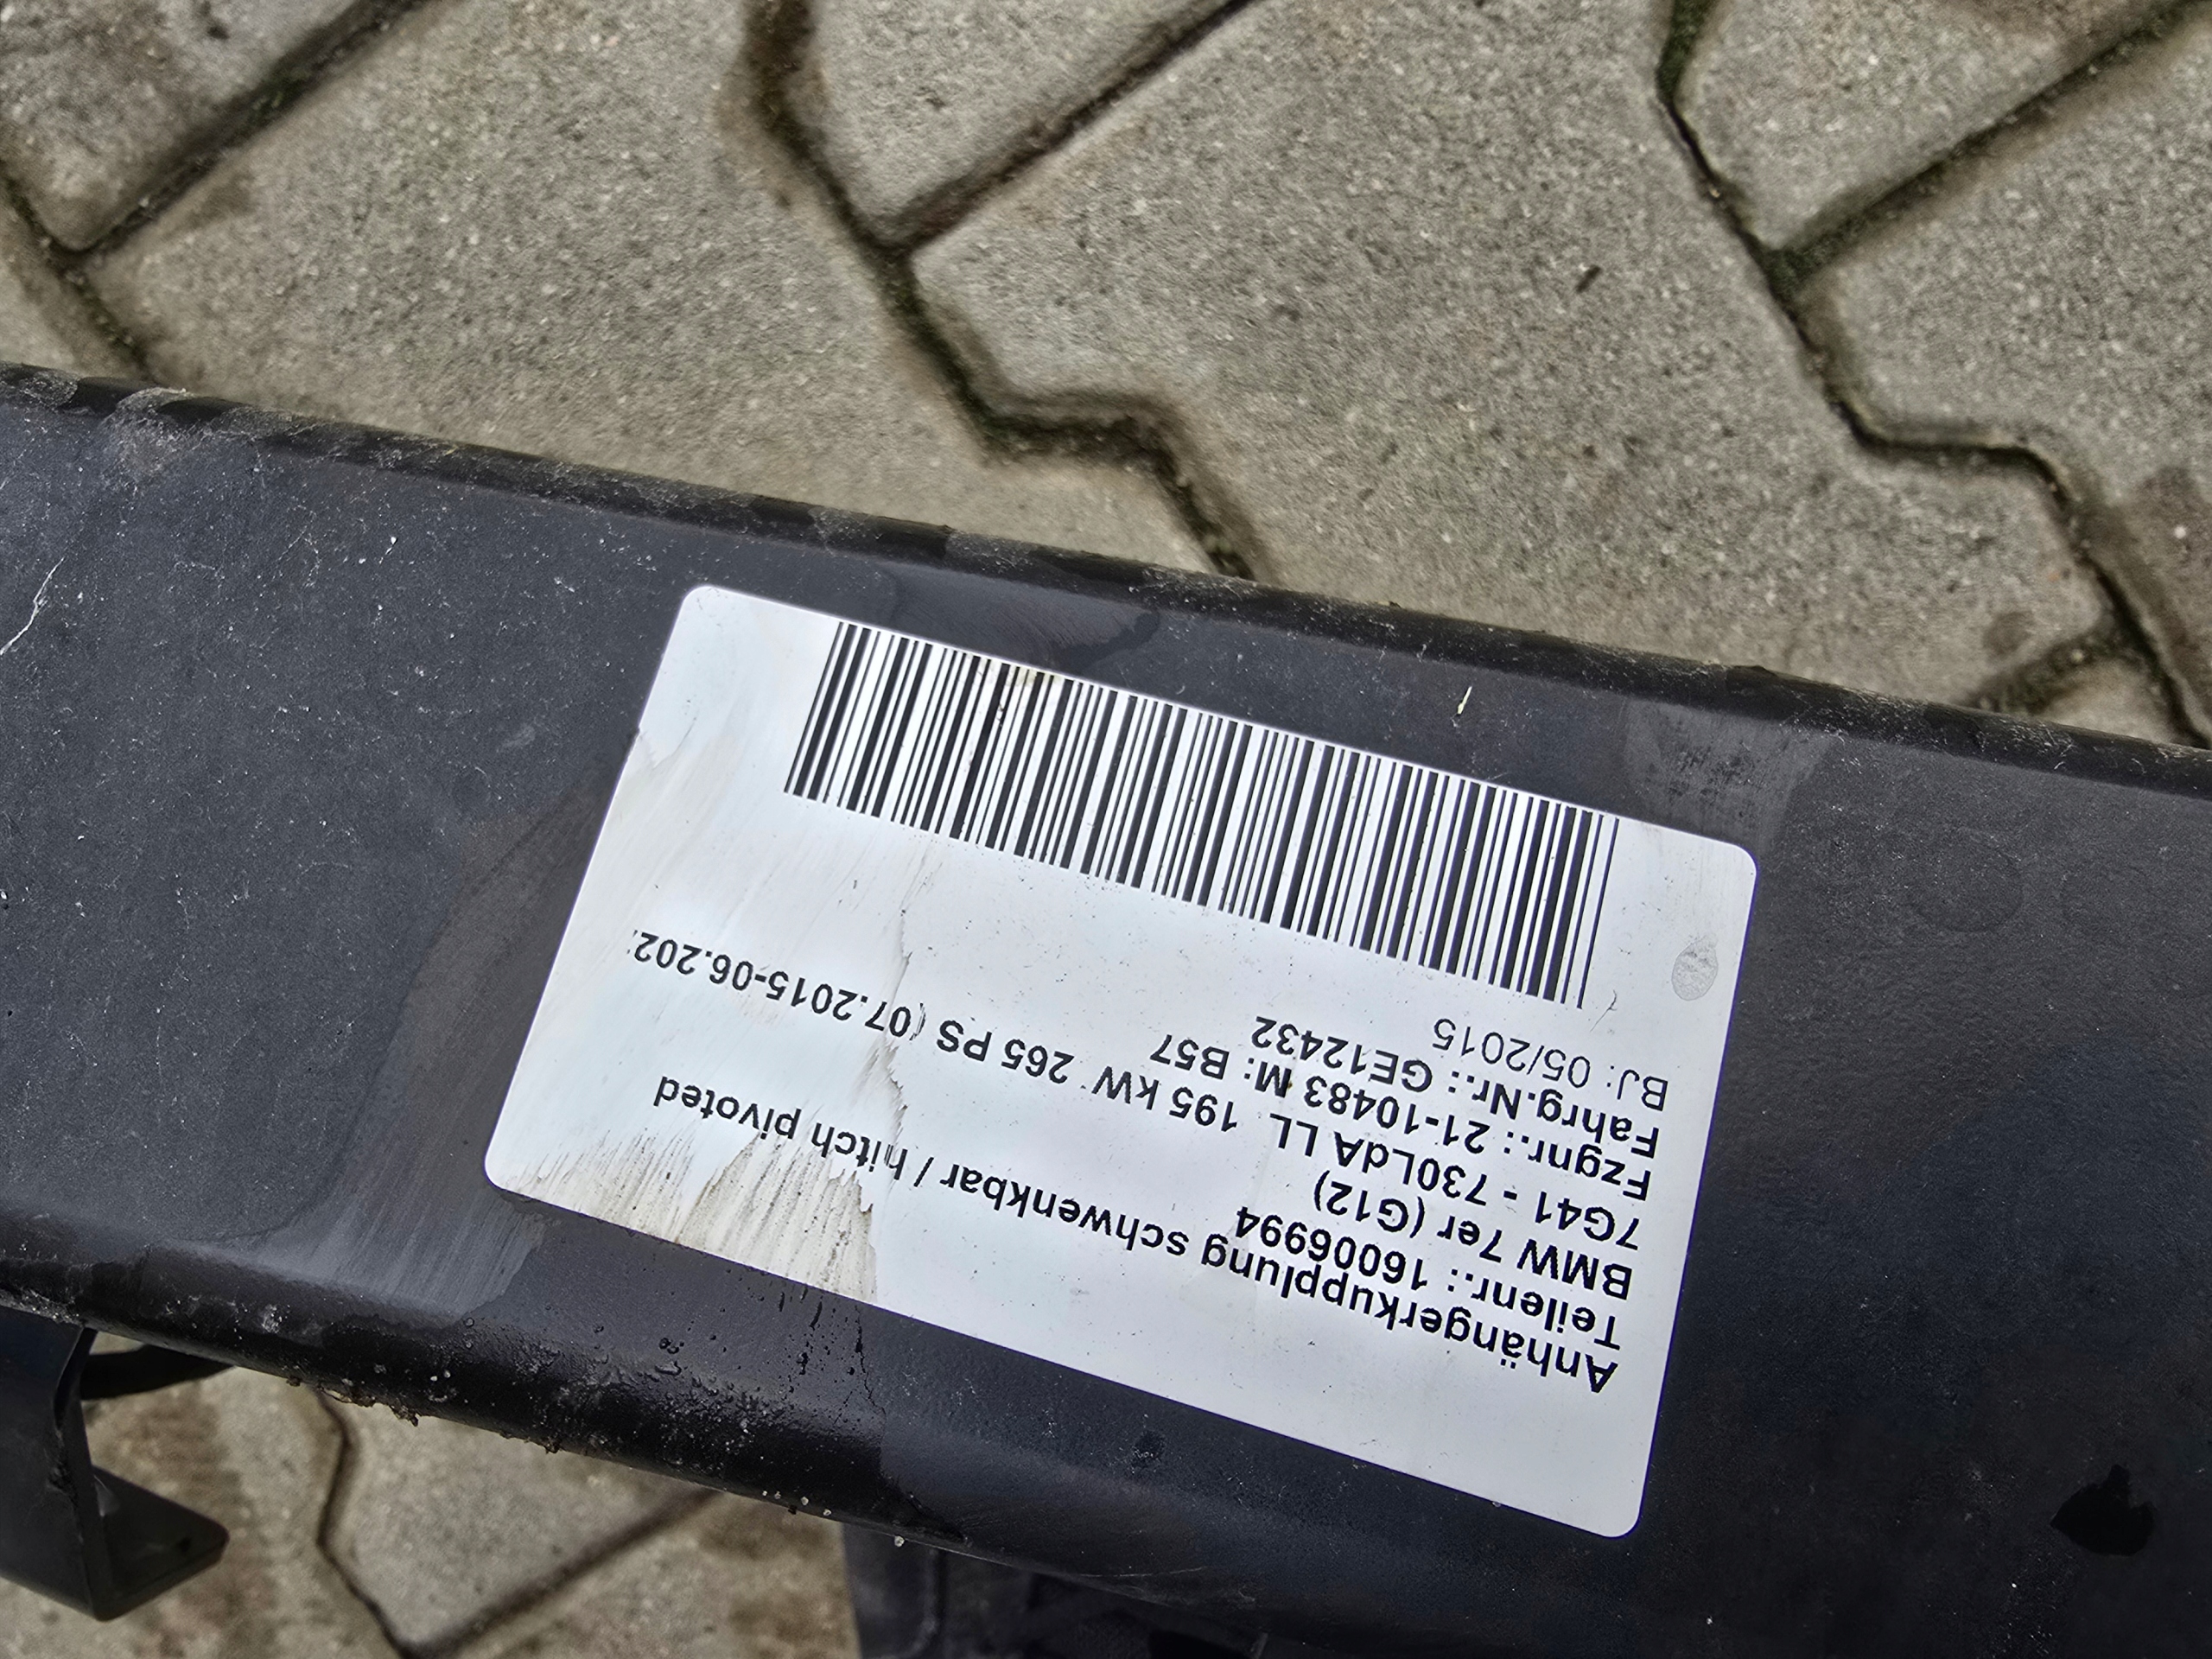 Anhängerkupplung schwenkbar / hitch pivoted
Teilenr.: 16006994
BMW 7er (G12)
7G41 - 730LdA LL 195 kW 265 PS (07.2015-06.202
Fzgnr.: 21-10483 M: B57
Fahrg.Nr.: GE12432
BJ: 05/2015